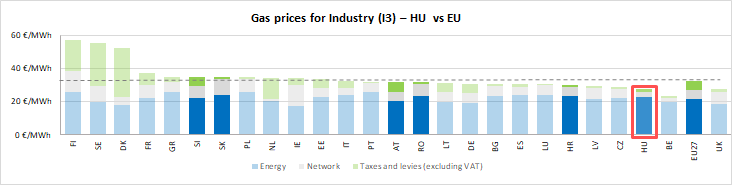 Gas prices for Industry (I3) – HU vs EU
60 €/MWh
40 €/MWh
20 €/MWh
0 €/MWh
FI SE DK FR GR SI SK PL NL IE EE IT PT AT RO LT DE BG ES LU HR LV CZ HU BE EU27 UK
Energy Network Taxes and levies (excluding VAT)